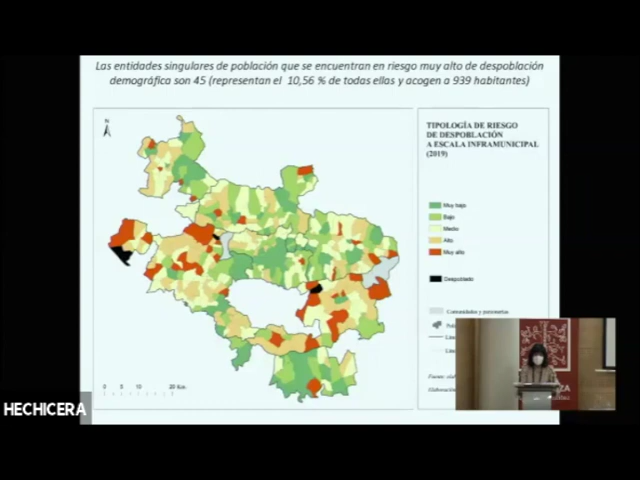 Las entidades singulares de población que se encuentran en riesgo muy alto de despoblación
demográfica son 45 (representan el 10,56 % de todas ellas y acogen a 939 habitantes)
N
TIPOLOGÍA DE RIESGO
DE DESPOBLACIÓN
A ESCALA INFRAMUNICIPAL
(2019)
Muy bajo
Bajo
Medio
Alto
Muy alto
Despoblado
Comunidades y parzonerías
Fuente:
0 5 10 20 Km.
HECHICERA